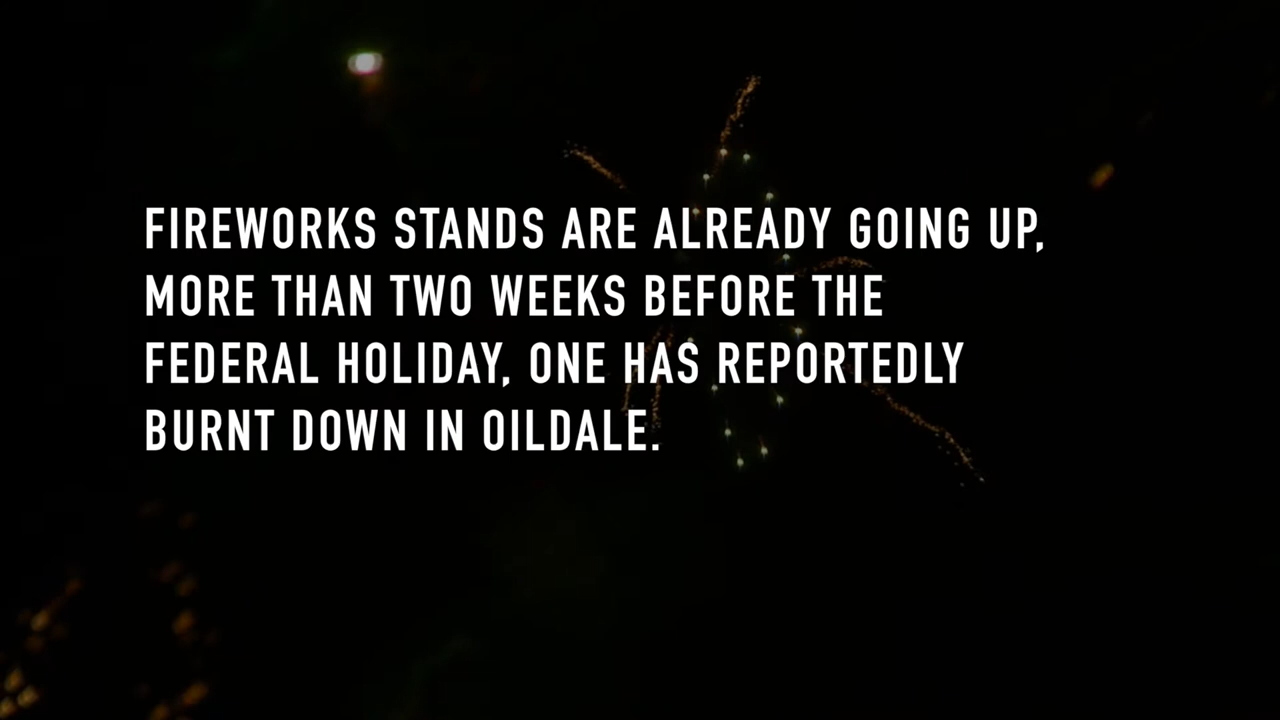 FIREWORKS STANDS ARE ALREADY GOING UP,
MORE THAN TWO WEEKS BEFORE THE
FEDERAL HOLIDAY, ONE HAS REPORTEDLY
BURNT DOWN IN OILDALE.